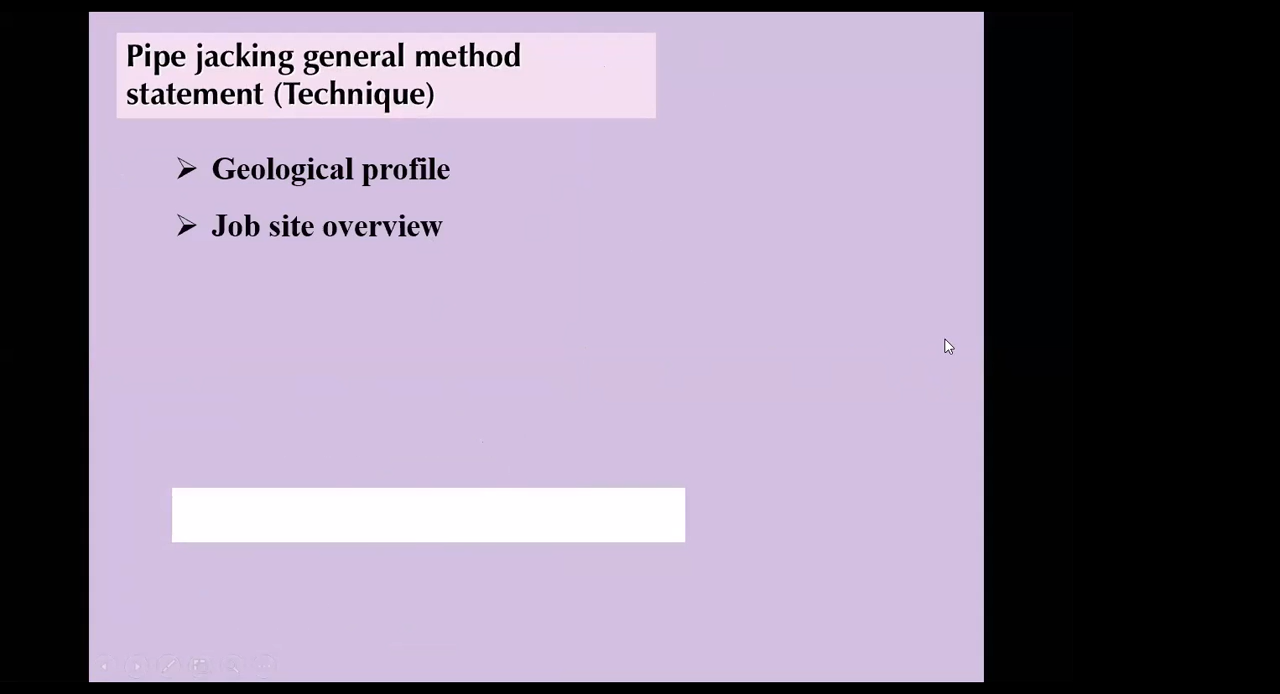 Pipe jacking general method
statement (Technique)
Geological profile
Job site overview